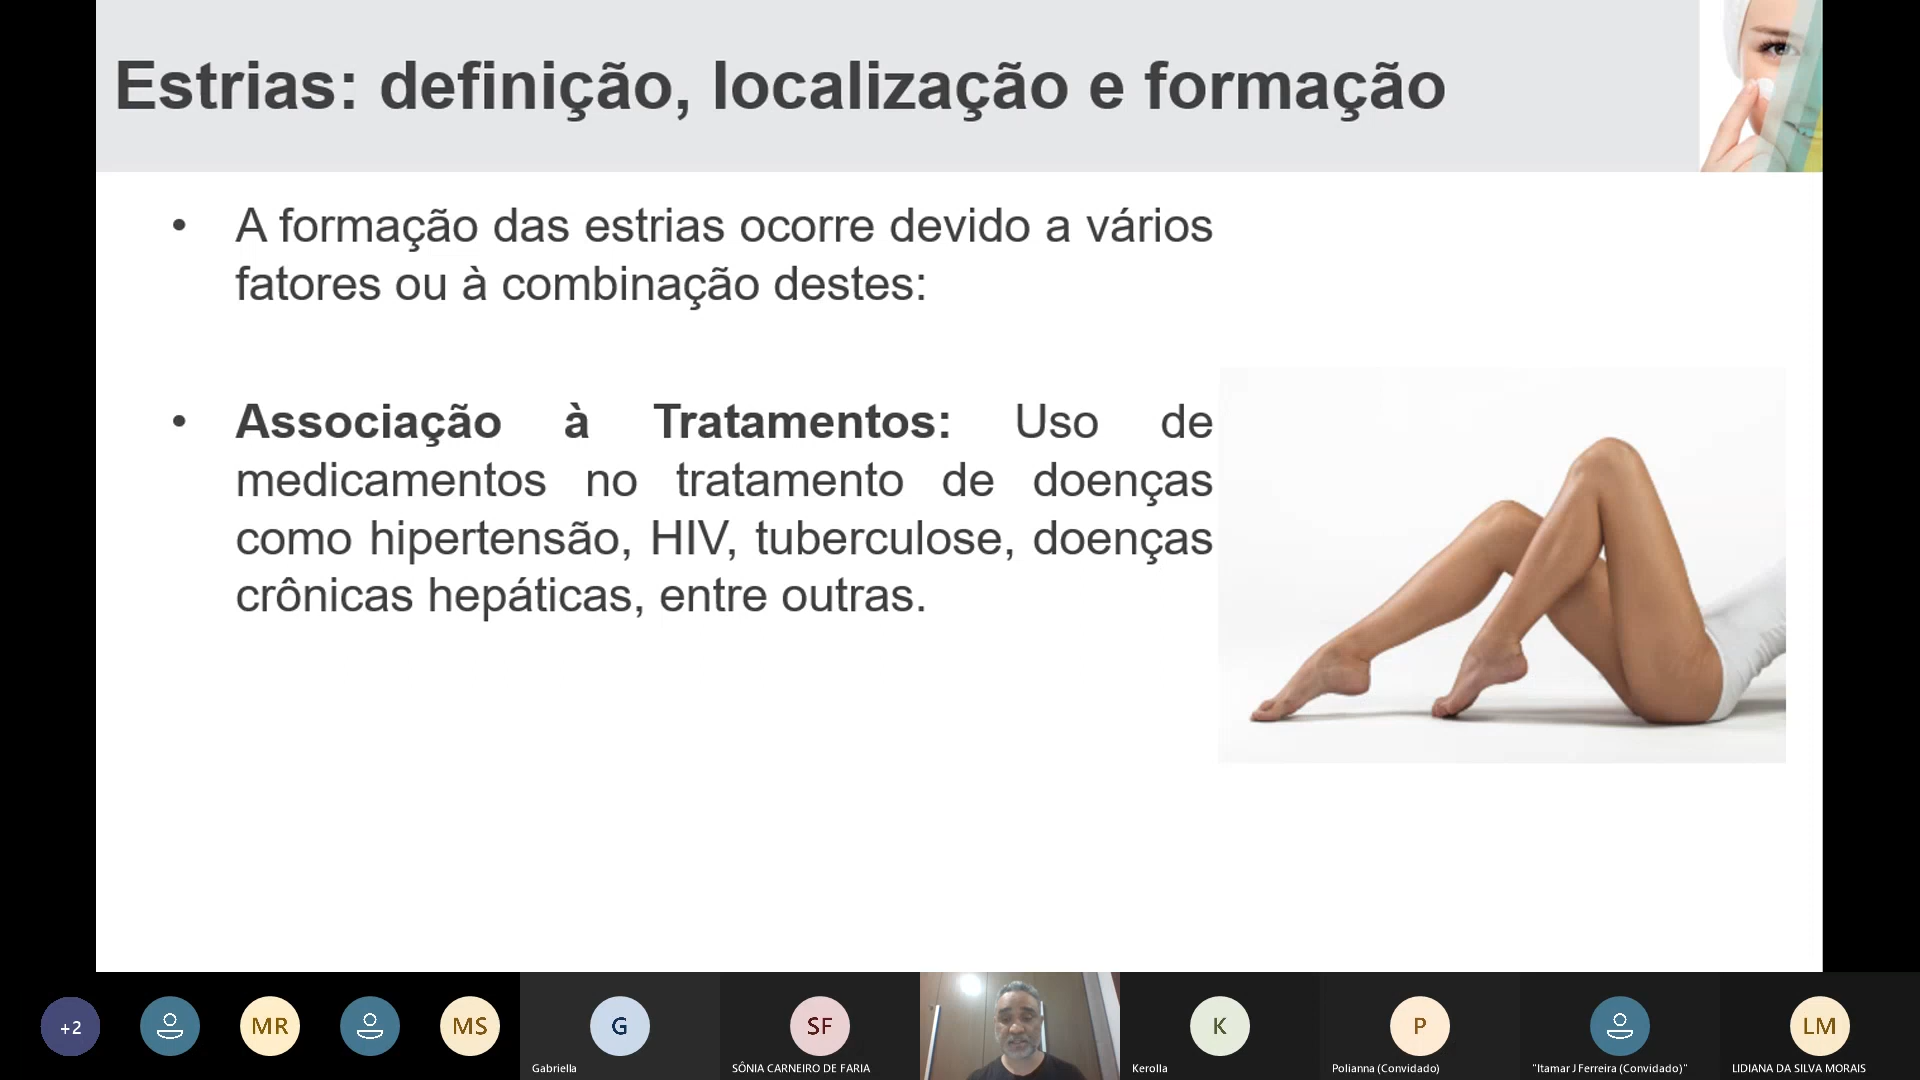 Estrias: definição, localização e formação
• A formação das estrias ocorre devido a vários
fatores ou à combinação destes:
• Associação à Tratamentos: Uso de
medicamentos no tratamento de doenças
como hipertensão, HIV, tuberculose, doenças
crônicas hepáticas, entre outras.
+2
MR
MS
G
Gabriella
SF
SÔNIA CARNEIRO DE FARIA
K
Kerolla
P
Polianna (Convidado)
"Itamar J Ferreira (Convidado)"
LM
LIDIANA DA SILVA MORAIS